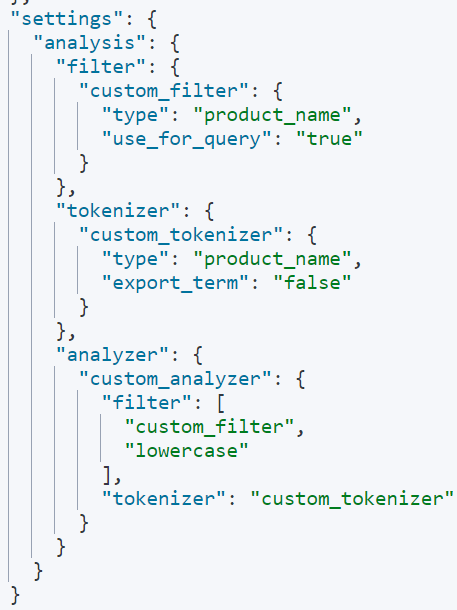 },
"settings": {
"analysis": {
"filter": {
"custom_filter": {
"type": "product_name",
"use_for_query": "true"
}
},
"tokenizer": {
"custom_tokenizer": {
"type": "product_name",
"export_term": "false"
}
},
"analyzer": {
"custom_analyzer": {
"filter": [
"custom_filter",
"lowercase"
],
"tokenizer": "custom_tokenizer"
}
}
}
}